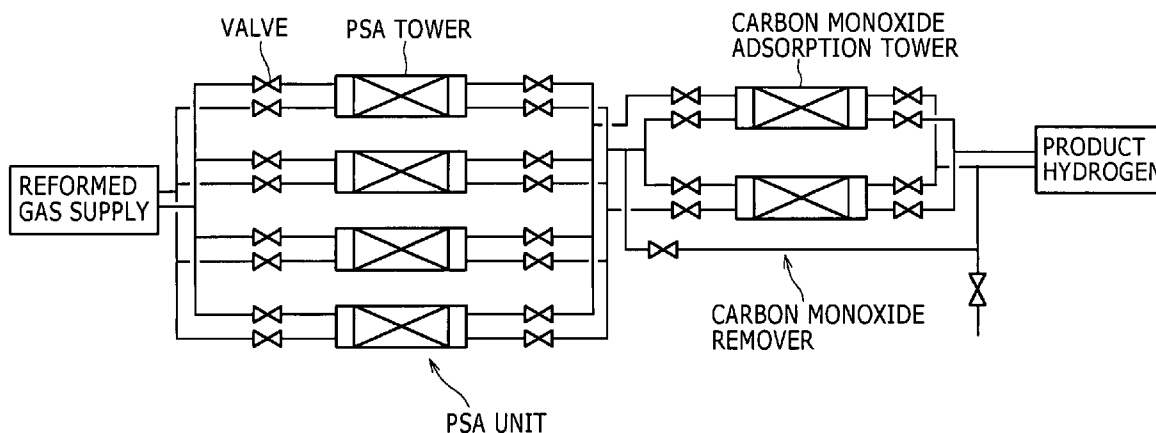 VALVE
PSA TOWER
CARBON MONOXIDE
ADSORPTION TOWER
REFORMED
GAS SUPPLY
PRODUCT
HYDROGEN
CARBON MONOXIDE
REMOVER
PSA UNIT